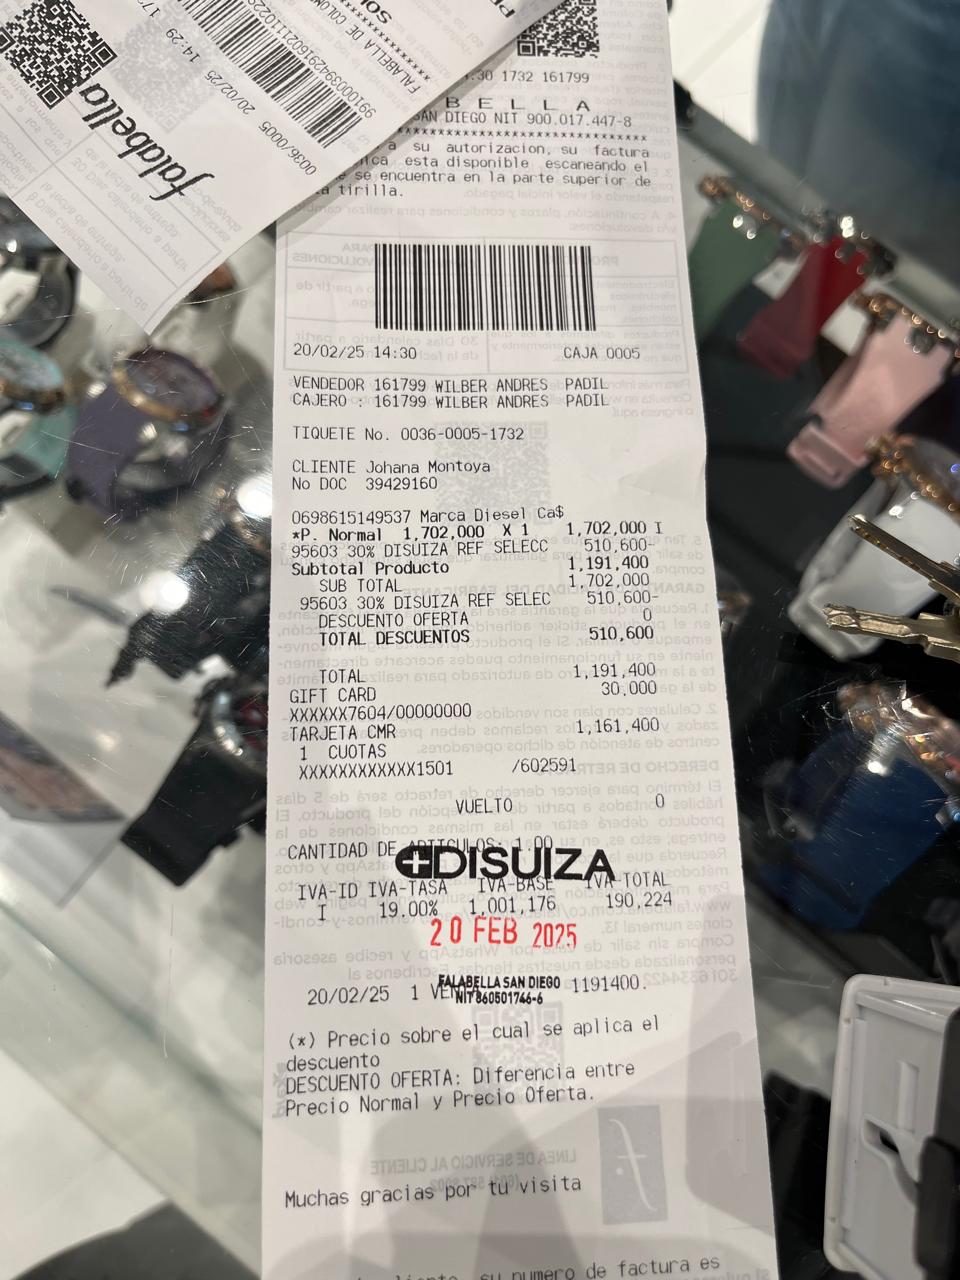 falabella
20/02/25 14:29
0036/0005
FALABELLA DE COLOM
:30 1732 161799
B E L L A
SAN DIEGO NIT 900.017.447-8
************************************
a su autorizacion, su factura
ica esta disponible escaneando el
e se encuentra en la parte superior de
a tirilla.
20/02/25 14:30 CAJA 0005
VENDEDOR 161799 WILBER ANDRES PADIL
CAJERO : 161799 WILBER ANDRES PADIL
TIQUETE No. 0036-0005-1732
CLIENTE Johana Montoya
No DOC 39429160
0698615149537 Marca Diesel Ca$
*P. Normal 1,702,000 X 1 1,702,000 I
95603 30% DISUIZA REF SELECC 510,600-
Subtotal Producto 1,191,400
SUB TOTAL 1,702,000
95603 30% DISUIZA REF SELEC 510,600-
DESCUENTO OFERTA 0
TOTAL DESCUENTOS 510,600
TOTAL 1,191,400
GIFT CARD 30,000
XXXXXX7604/00000000
TARJETA CMR 1,161,400
1 CUOTAS
XXXXXXXXXXXX1501 /602591
VUELTO 0
CANTIDAD DE ARTICULOS: 1.00
DISUIZA
IVA-ID IVA-TASA IVA-BASE IVA-TOTAL
I 19.00% 1,001,176 190,224
20 FEB 2025
FALABELLA SAN DIEGO
NIT 860501746-6
20/02/25 1 VENTA 1191400.
(*) Precio sobre el cual se aplica el
descuento
DESCUENTO OFERTA: Diferencia entre
Precio Normal y Precio Oferta.
Muchas gracias por tu visita
su numero de factura es